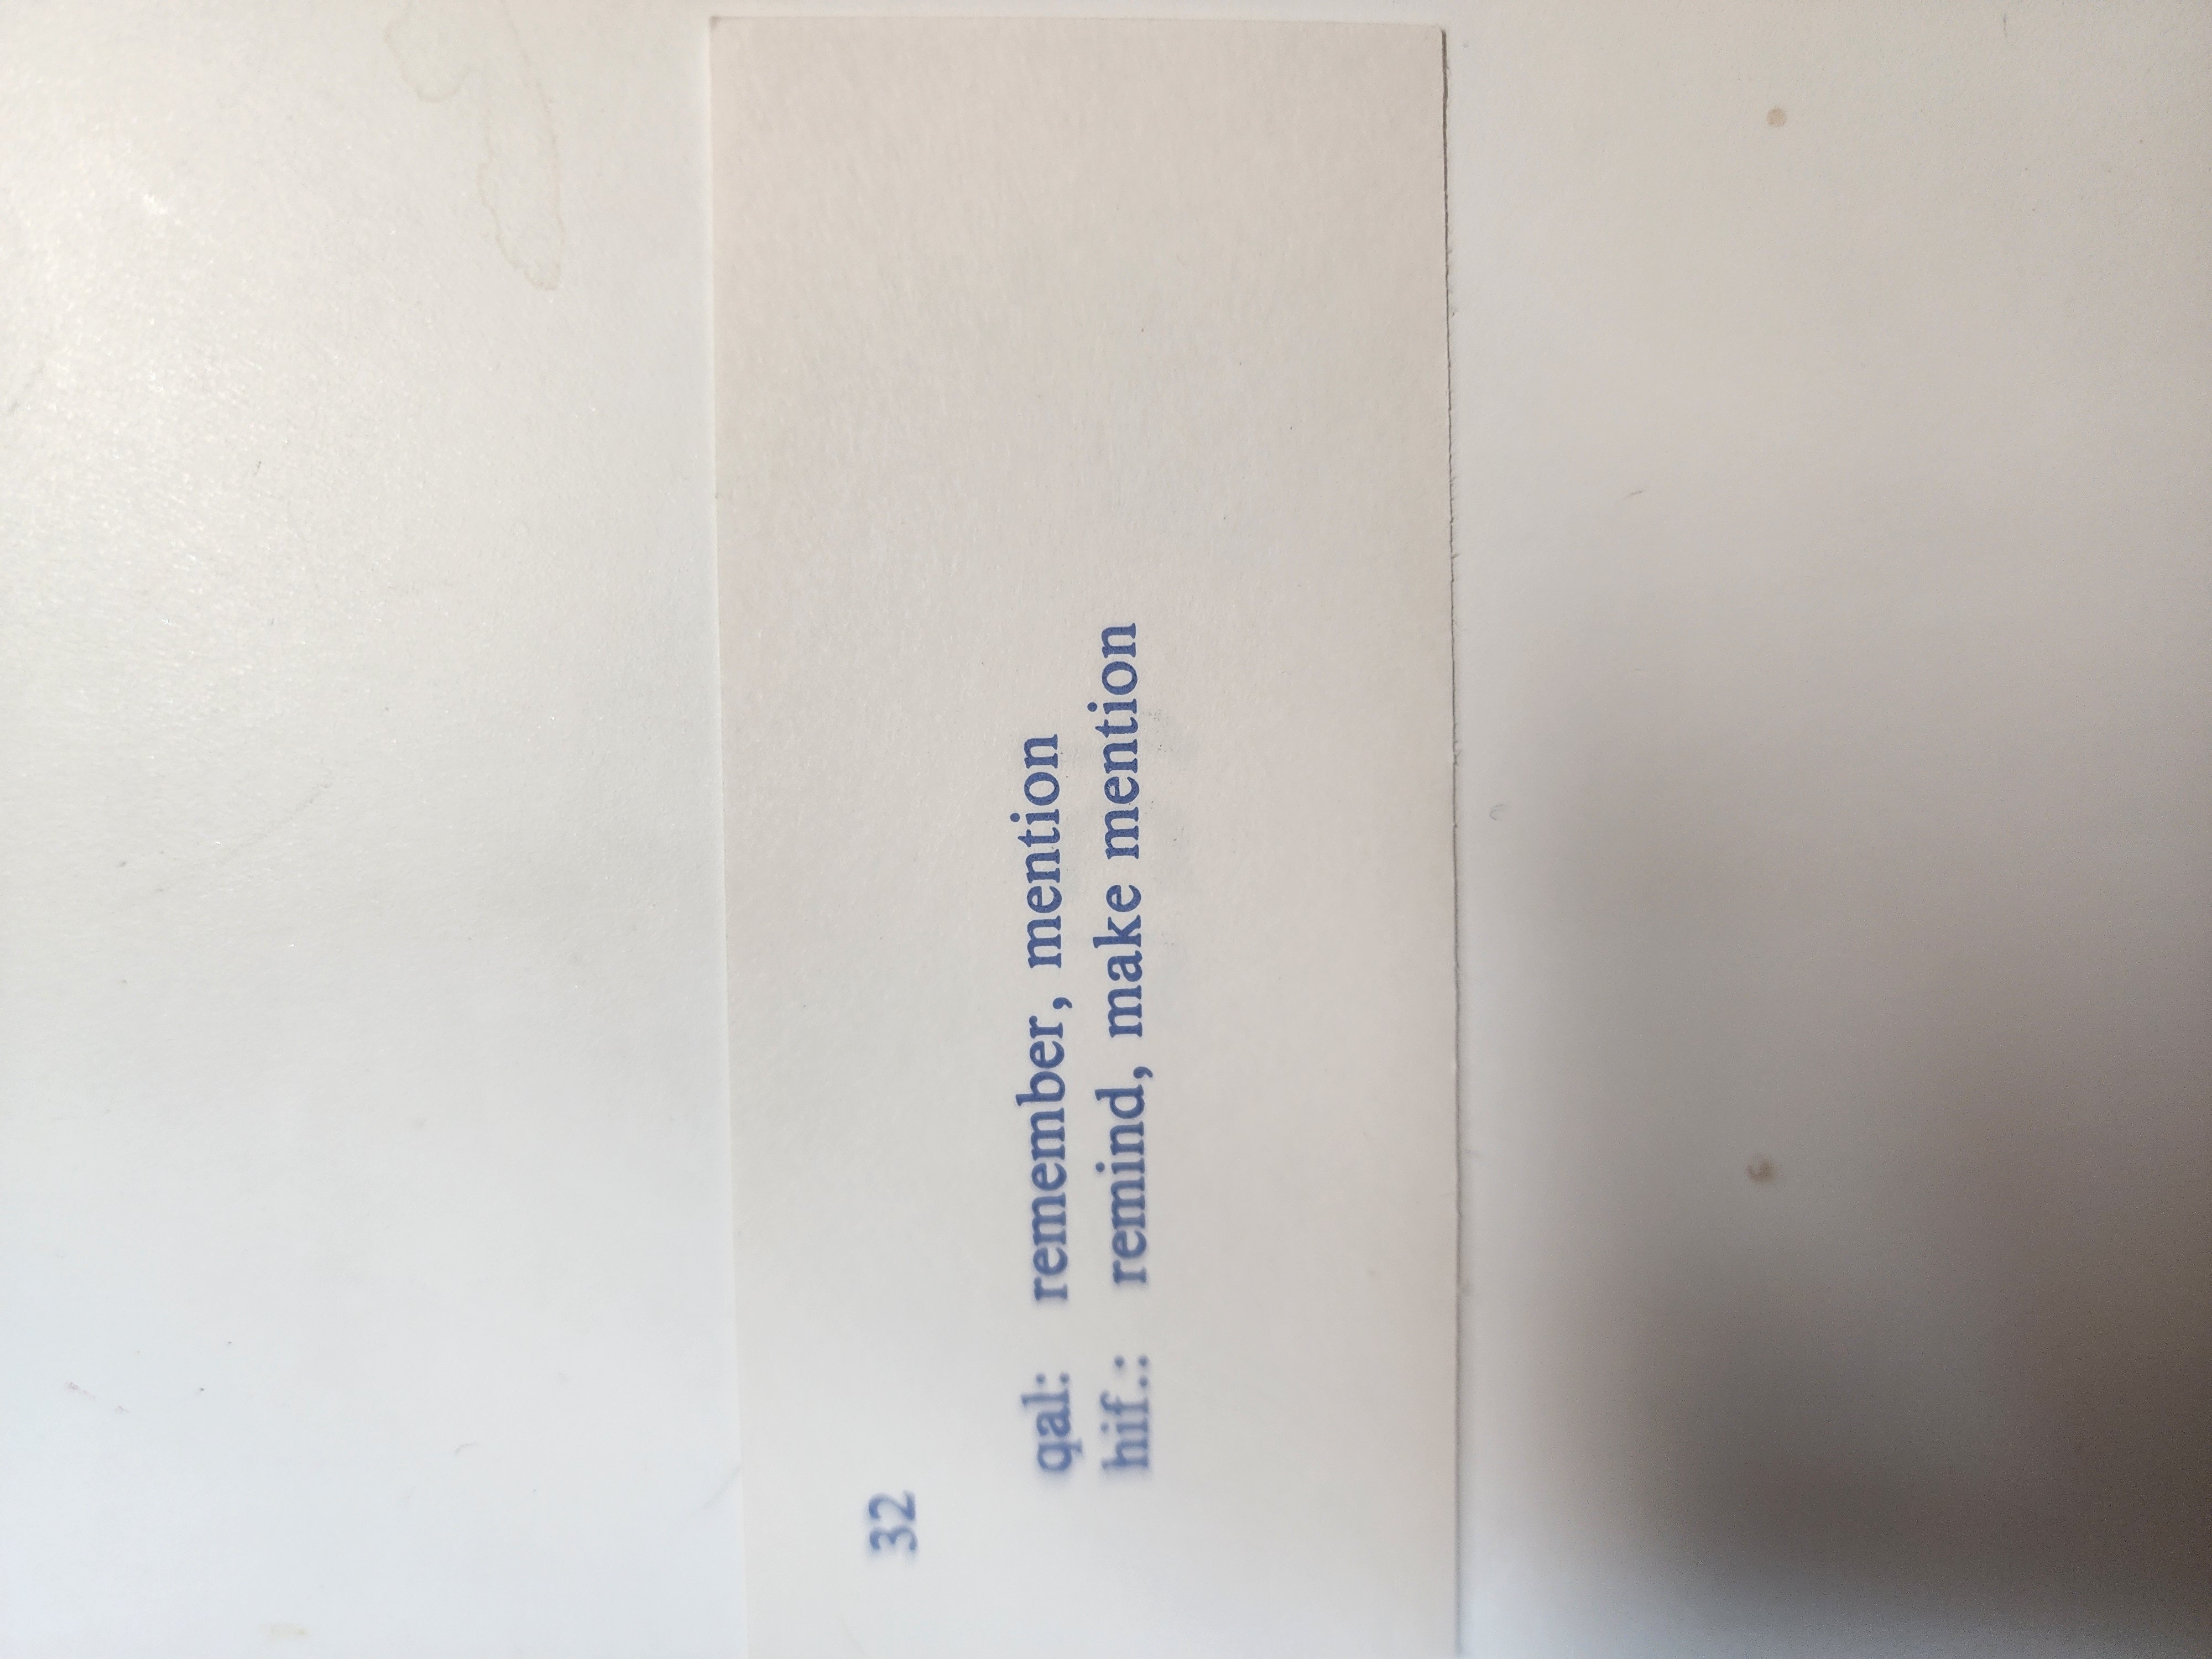 32
qal: remember, mention
hif.: remind, make mention